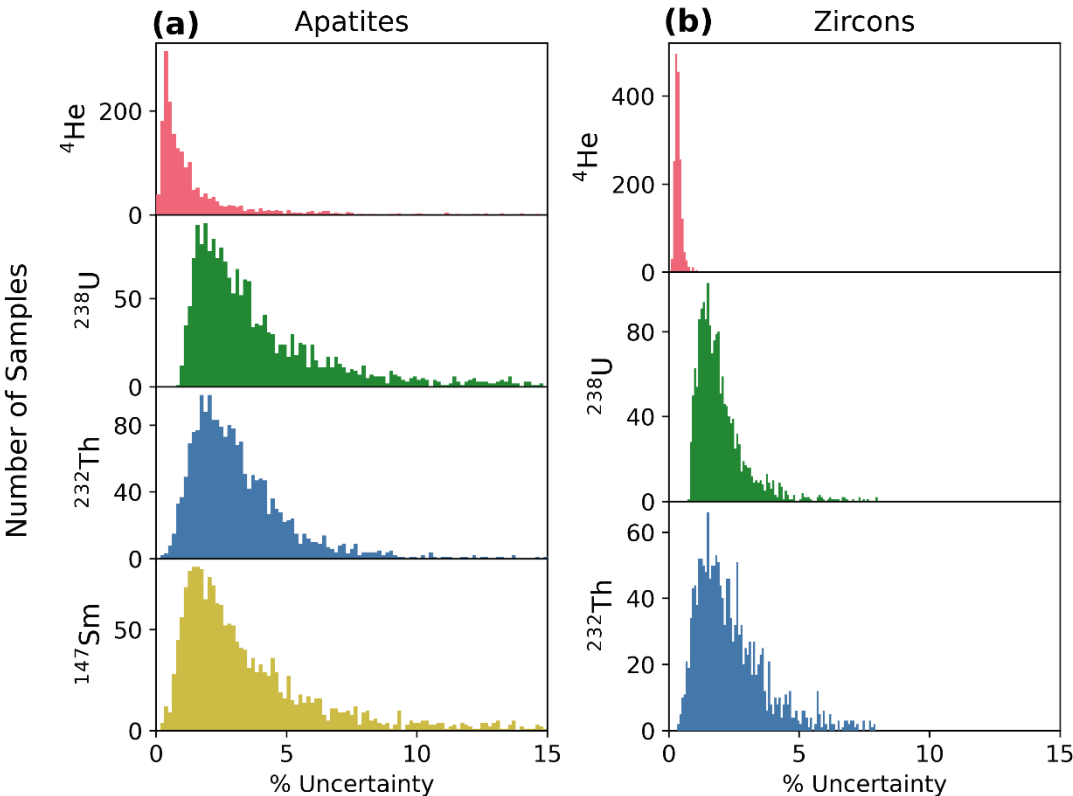 (a) Apatites
Number of Samples
⁴He
200
0
²³⁸U
50
0
²³²Th
80
40
0
¹⁴⁷Sm
50
0
0 5 10 15
% Uncertainty
(b) Zircons
⁴He
400
200
0
²³⁸U
80
40
0
²³²Th
60
40
20
0
0 5 10 15
% Uncertainty